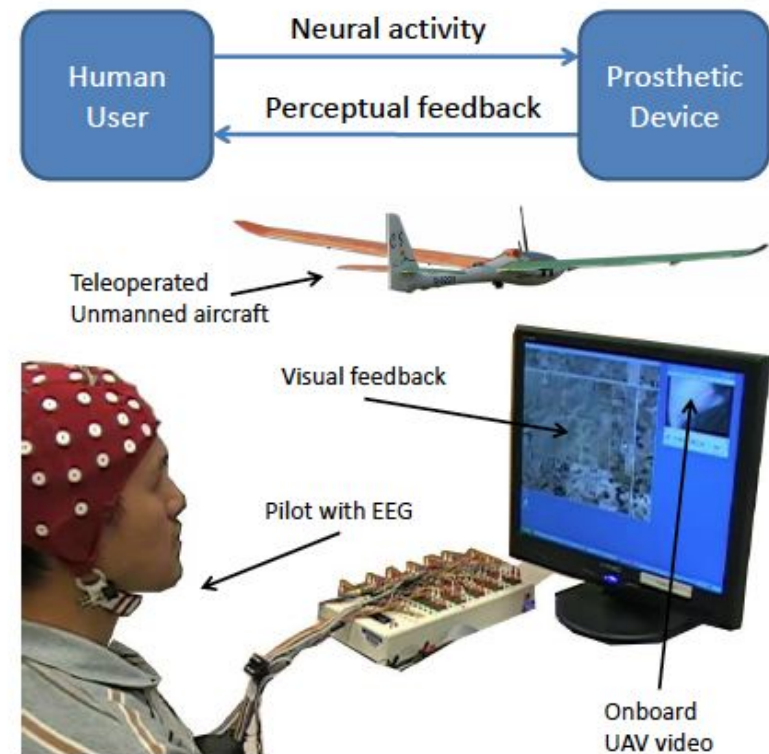 Neural activity
Human
User
Prosthetic
Device
Perceptual feedback
Teleoperated
Unmanned aircraft
Visual feedback
Pilot with EEG
Onboard
UAV video